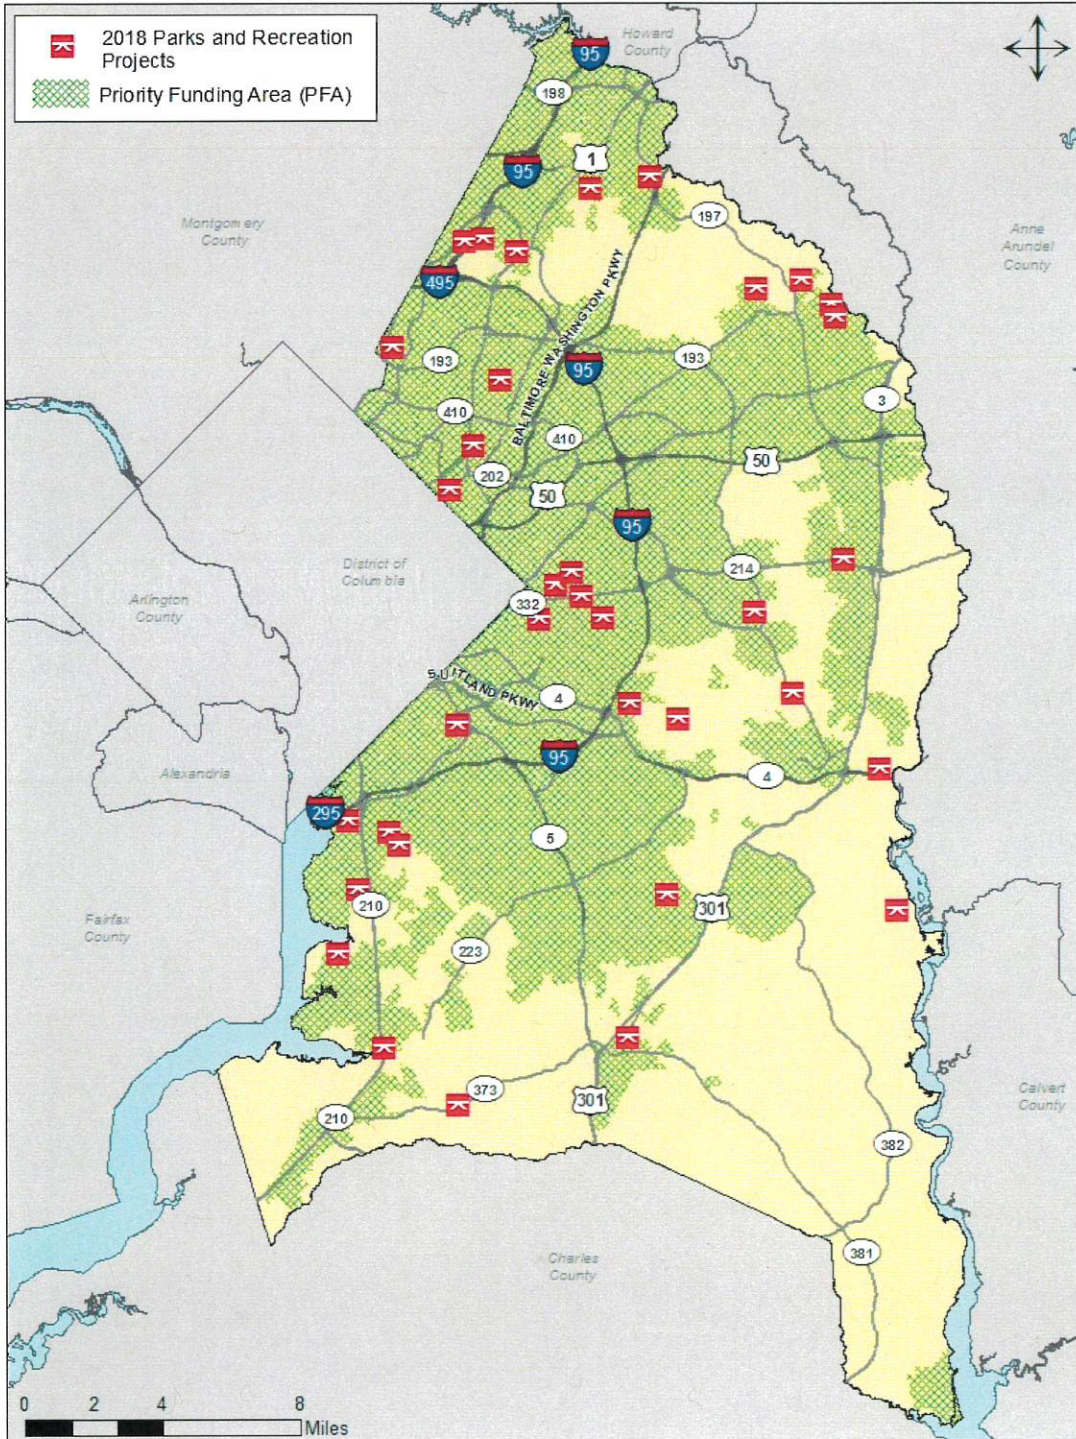 2018 Parks and Recreation
Projects
Priority Funding Area (PFA)
Howard
County
95
198
1
95
197
Montgomery
County
Anne
Arundel
County
495
BALTIMORE WASHINGTON PKWY
193
193
95
3
410
410
50
202
50
95
District of
Columbia
214
332
Arlington
County
SUITLAND PKWY
4
95
4
Alexandria
295
5
210
301
Fairfax
County
223
373
301
210
Calvert
County
382
381
Charles
County
0 2 4 8
Miles